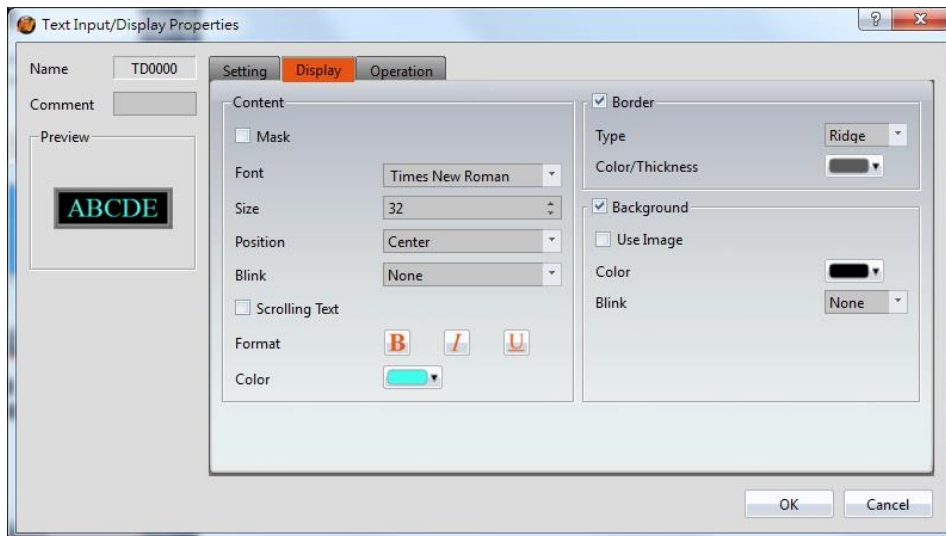 Text Input/Display Properties
Name TD0000
Comment
Preview
ABCDE
Setting Display Operation
Content
Mask
Font Times New Roman
Size 32
Position Center
Blink None
Scrolling Text
Format B I U
Color
Border
Type Ridge
Color/Thickness
Background
Use Image
Color
Blink None
OK Cancel